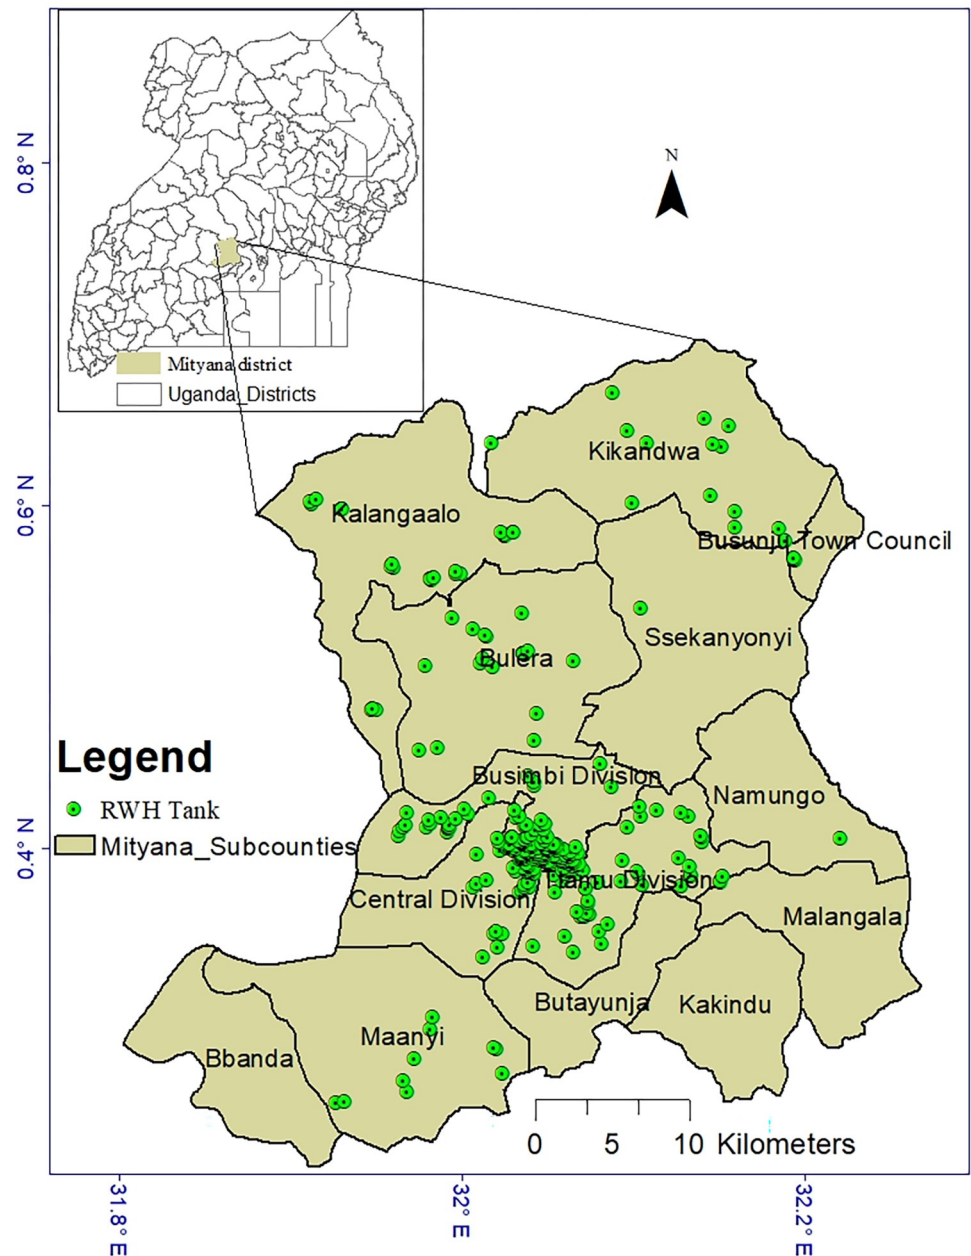 N
0.8° N
Mityana district
Uganda_Districts
Kikandwa
0.6° N
Kalangaalo
Busunju Town Council
Ssekanyonyi
Bulera
Legend
Busimbi Division
Namungo
RWH Tank
Mityana_Subcounties
0.4° N
Tiamu Division
Central Division
Malangala
Butayunja
Kakindu
Maanyi
Bbanda
0 5 10 Kilometers
31.8° E
32° E
32.2° E